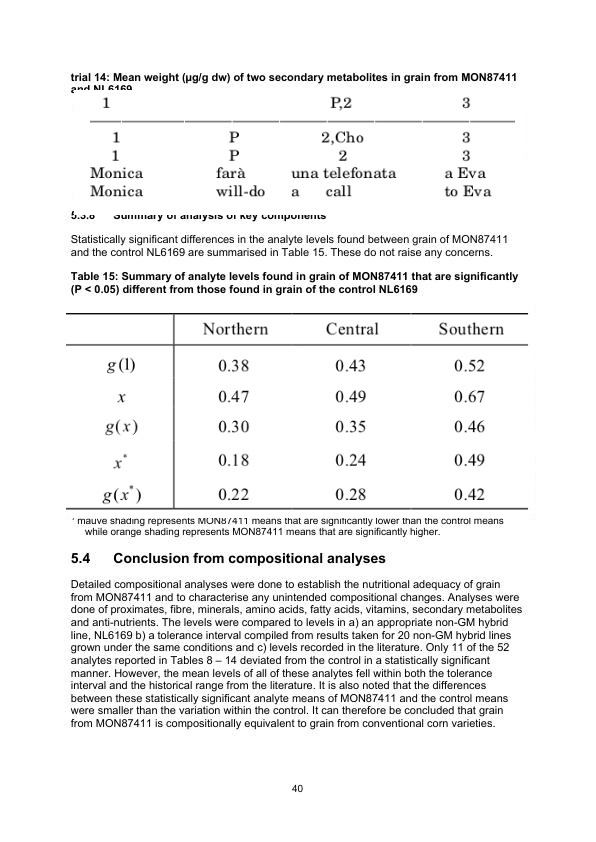 trial 14: Mean weight (µg/g dw) of two secondary metabolites in grain from MON87411
and NL6169
1 P,2 3
1 P 2,Cho 3
1 P 2 3
Monica farà una telefonata a Eva
Monica will-do a call to Eva
5.3.8 Summary of analysis of key components
Statistically significant differences in the analyte levels found between grain of MON87411
and the control NL6169 are summarised in Table 15. These do not raise any concerns.
Table 15: Summary of analyte levels found in grain of MON87411 that are significantly
(P < 0.05) different from those found in grain of the control NL6169
Northern Central Southern
g(1) 0.38 0.43 0.52
x 0.47 0.49 0.67
g(x) 0.30 0.35 0.46
x* 0.18 0.24 0.49
g(x*) 0.22 0.28 0.42
mauve shading represents MON87411 means that are significantly lower than the control means
while orange shading represents MON87411 means that are significantly higher.
5.4 Conclusion from compositional analyses
Detailed compositional analyses were done to establish the nutritional adequacy of grain
from MON87411 and to characterise any unintended compositional changes. Analyses were
done of proximates, fibre, minerals, amino acids, fatty acids, vitamins, secondary metabolites
and anti-nutrients. The levels were compared to levels in a) an appropriate non-GM hybrid
line, NL6169 b) a tolerance interval compiled from results taken for 20 non-GM hybrid lines
grown under the same conditions and c) levels recorded in the literature. Only 11 of the 52
analytes reported in Tables 8 – 14 deviated from the control in a statistically significant
manner. However, the mean levels of all of these analytes fell within both the tolerance
interval and the historical range from the literature. It is also noted that the differences
between these statistically significant analyte means of MON87411 and the control means
were smaller than the variation within the control. It can therefore be concluded that grain
from MON87411 is compositionally equivalent to grain from conventional corn varieties.
40